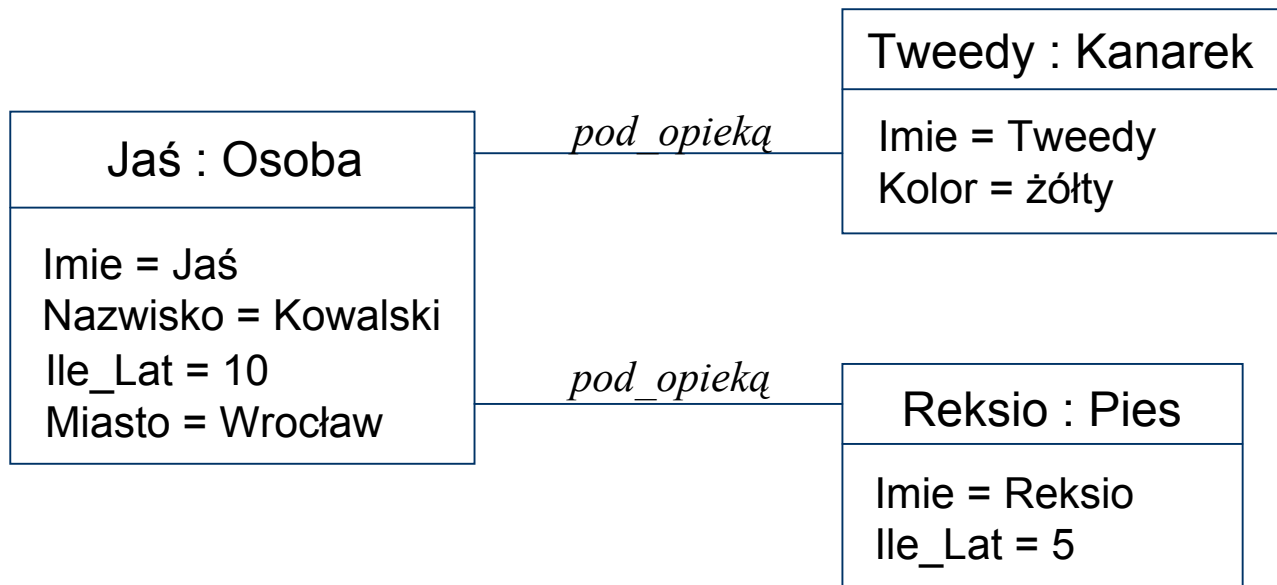 Jaś : Osoba
Imie = Jaś
Nazwisko = Kowalski
Ile_Lat = 10
Miasto = Wrocław
pod_opieką
Tweedy : Kanarek
Imie = Tweedy
Kolor = żółty
pod_opieką
Reksio : Pies
Imie = Reksio
Ile_Lat = 5